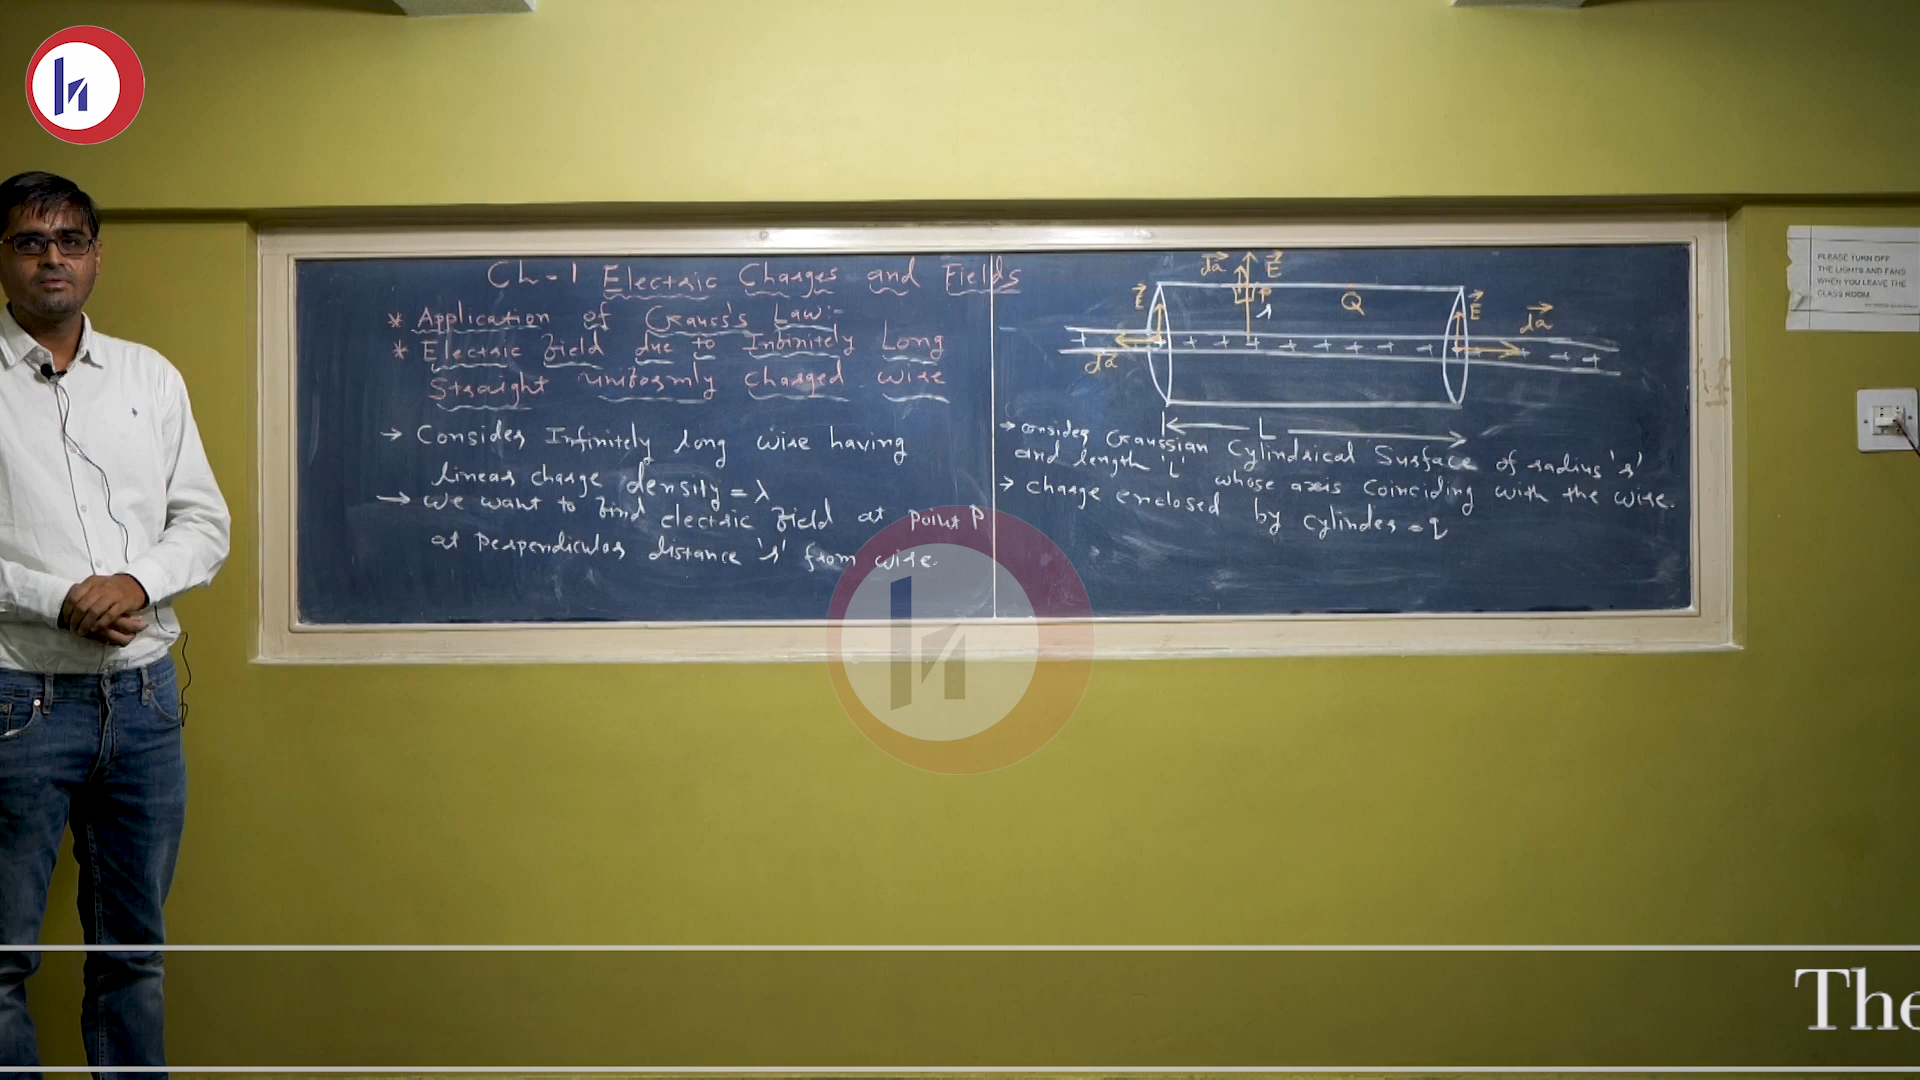 Ch-1 Electric Charges and Fields
* Application of Gauss's Law:-
* Electric field due to Infinitely Long
Straight uniformly charged wire
→ Consider Infinitely long wire having
linear charge density = λ
→ We want to find electric field at point P
at Perpendicular distance 'r' from wire.
da E
E P Q E
r da
+ + + + + + + + + + + +
da
L
→ Consider Gaussian Cylindrical Surface of radius 'r'
and length 'L' whose axis Coinciding with the wire.
→ Charge enclosed by cylinder = q
PLEASE TURN OFF
THE LIGHTS AND FANS
WHEN YOU LEAVE THE
CLASS ROOM
The